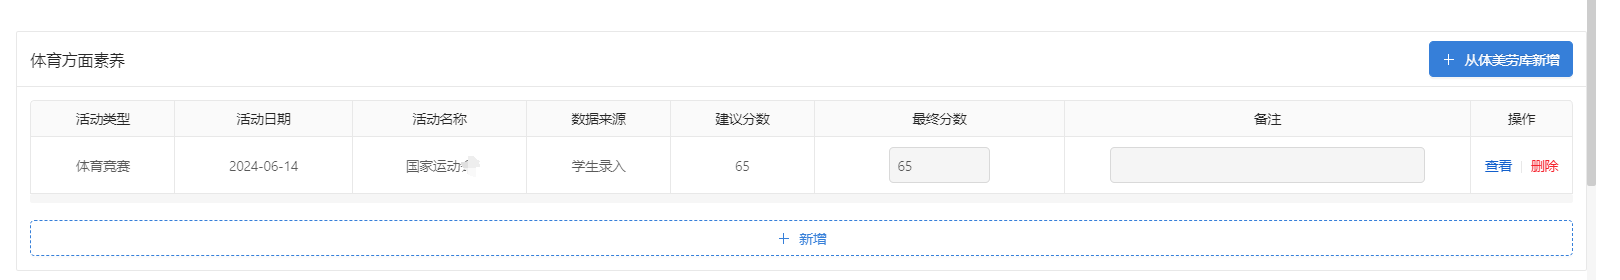 体育方面素养
从体美劳库新增
活动类型 活动日期 活动名称 数据来源 建议分数 最终分数 备注 操作
体育竞赛 2024-06-14 国家运动 学生录入 65 65 查看 删除
新增